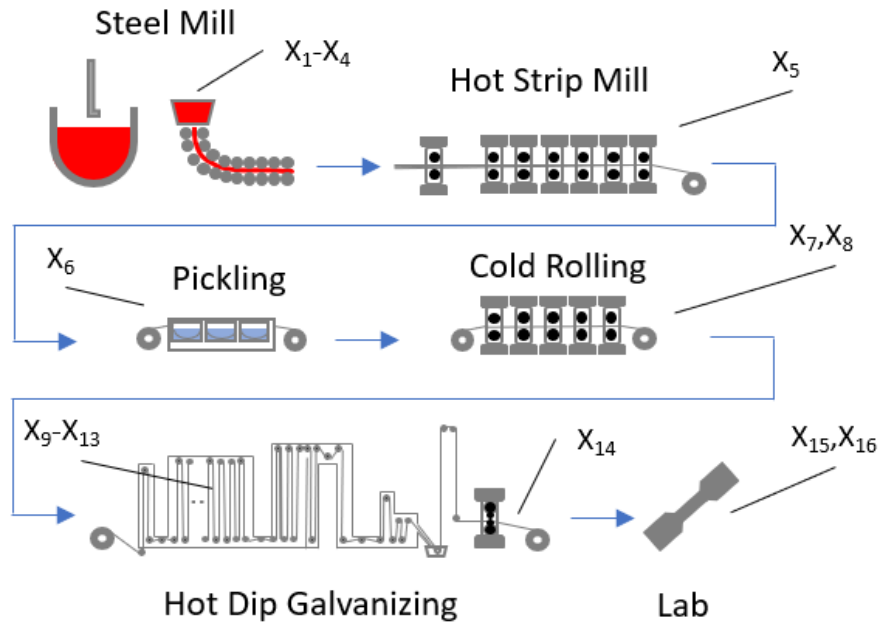 Steel Mill
X₁-X₄
Hot Strip Mill
X₅
X₆
Pickling
Cold Rolling
X₇,X₈
X₉-X₁₃
X₁₄
X₁₅,X₁₆
Hot Dip Galvanizing
Lab